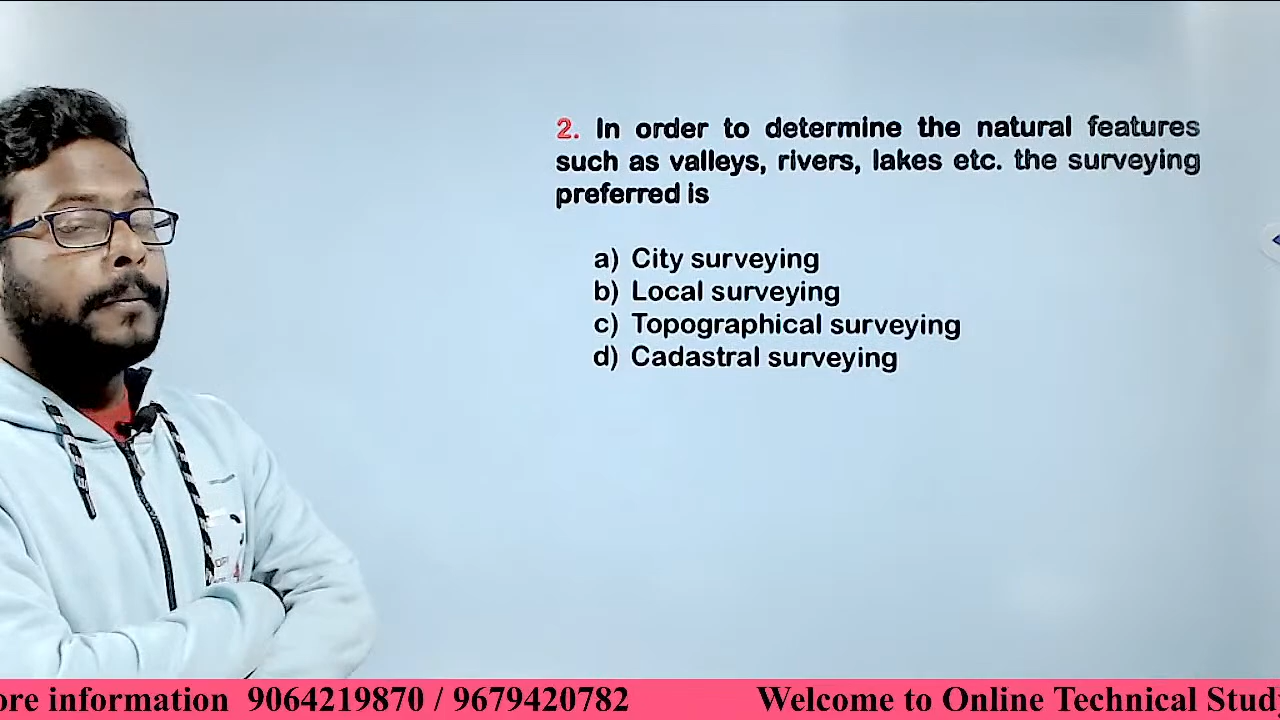 2. In order to determine the natural features
such as valleys, rivers, lakes etc. the surveying
preferred is
a) City surveying
b) Local surveying
c) Topographical surveying
d) Cadastral surveying
information 9064219870 / 9679420782 Welcome to Online Technical